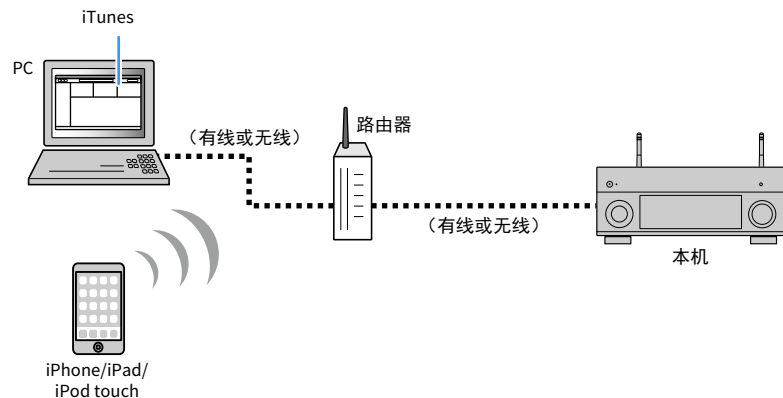 iTunes
PC
（有线或无线）
路由器
（有线或无线）
本机
iPhone/iPad/
iPod touch